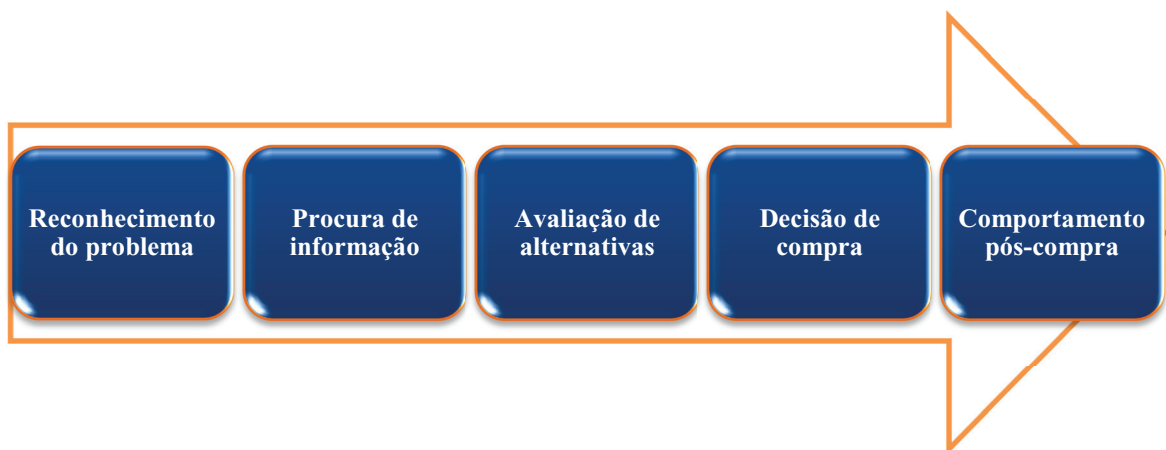 Reconhecimento
do problema
Procura de
informação
Avaliação de
alternativas
Decisão de
compra
Comportamento
pós-compra